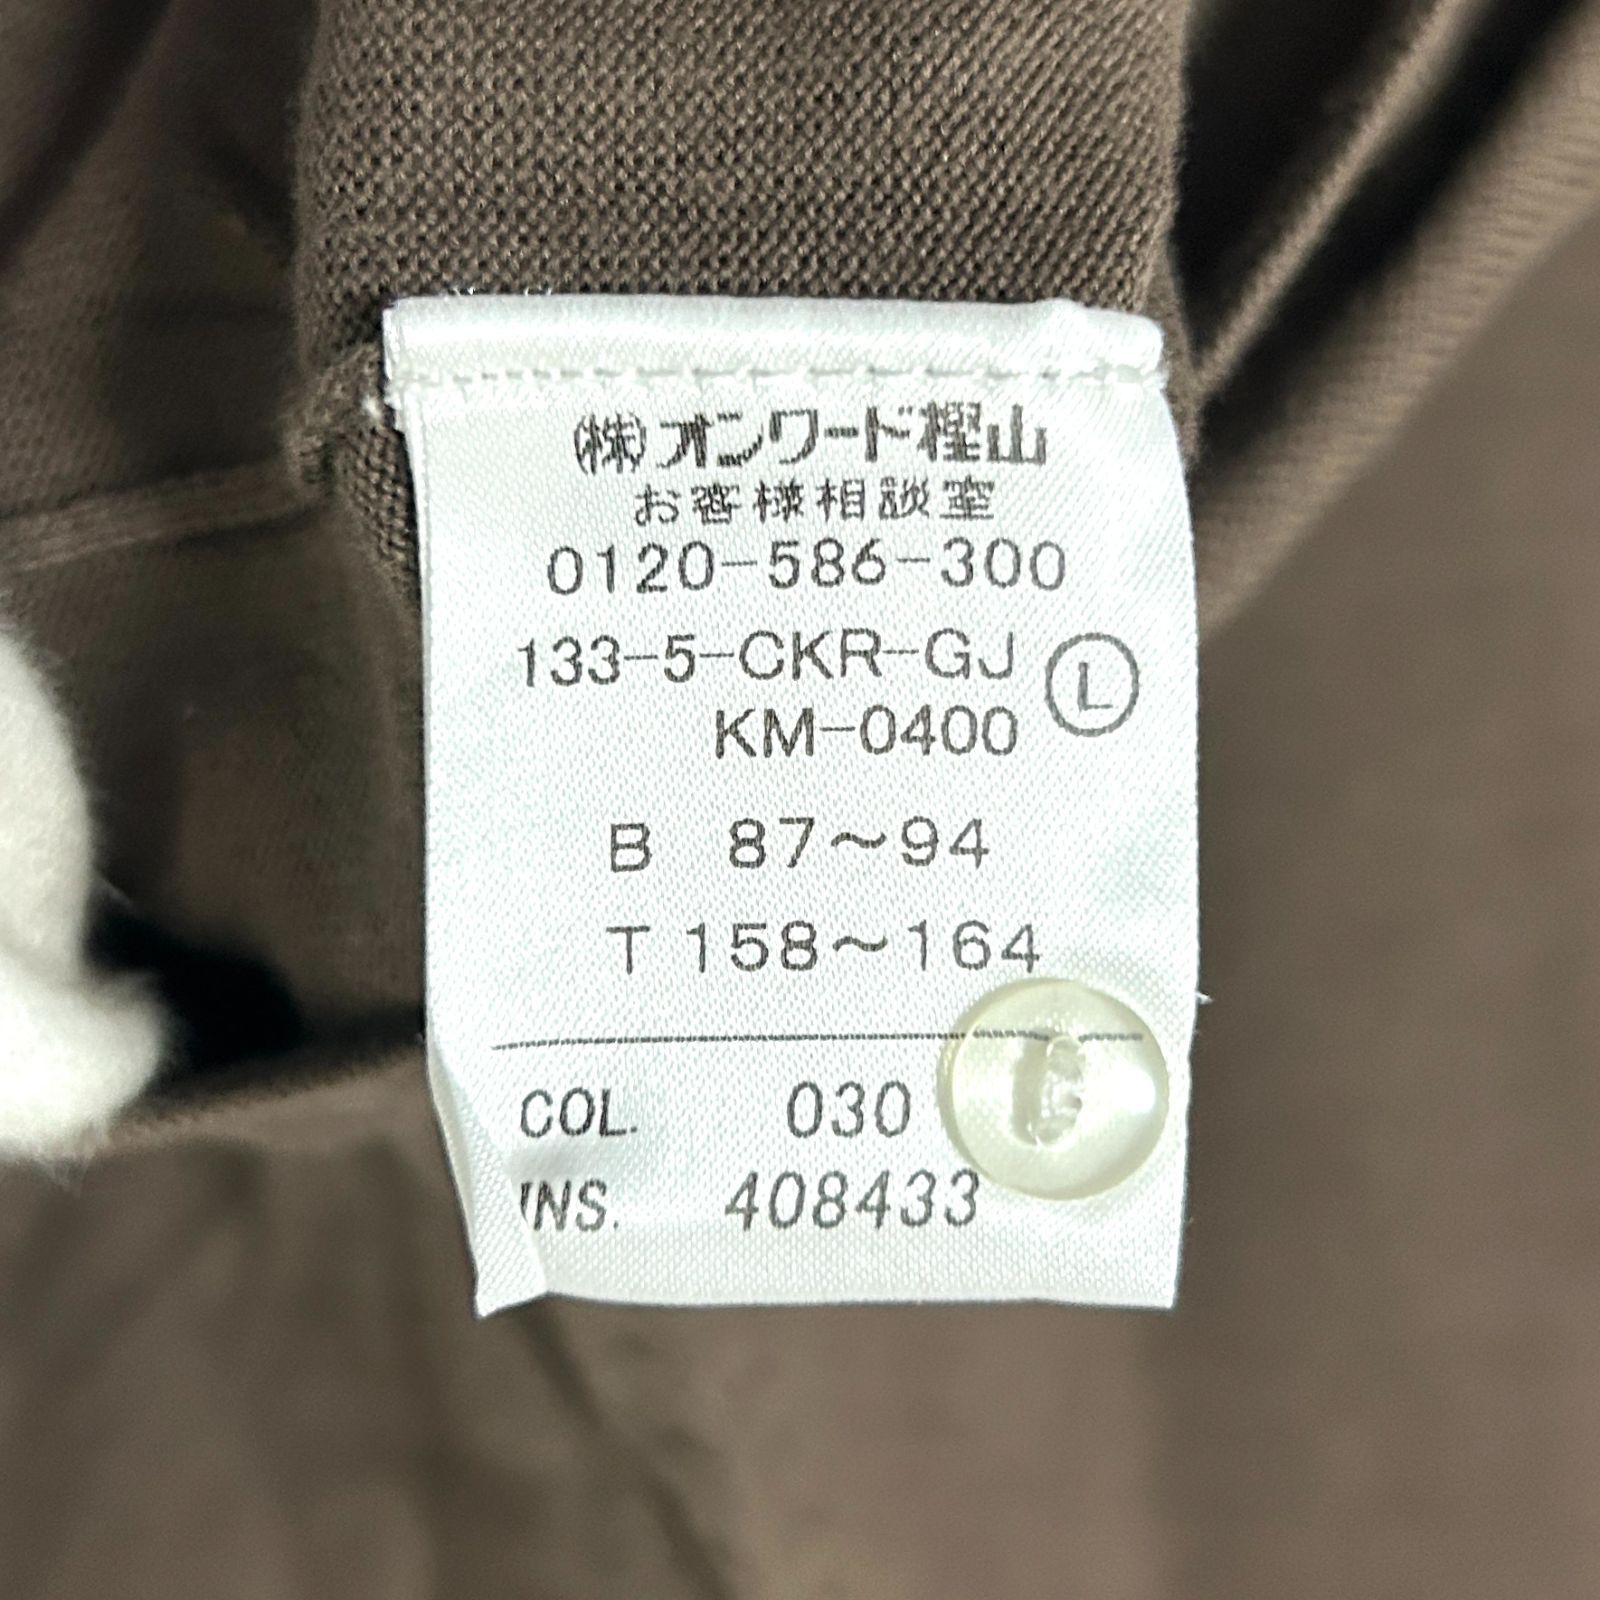 (株)オンワード樫山
お客様相談室
0120-586-300
133-5-CKR-GJ Ⓛ
KM-0400
B 87～94
T 158～164
COL. 030
INS. 408433